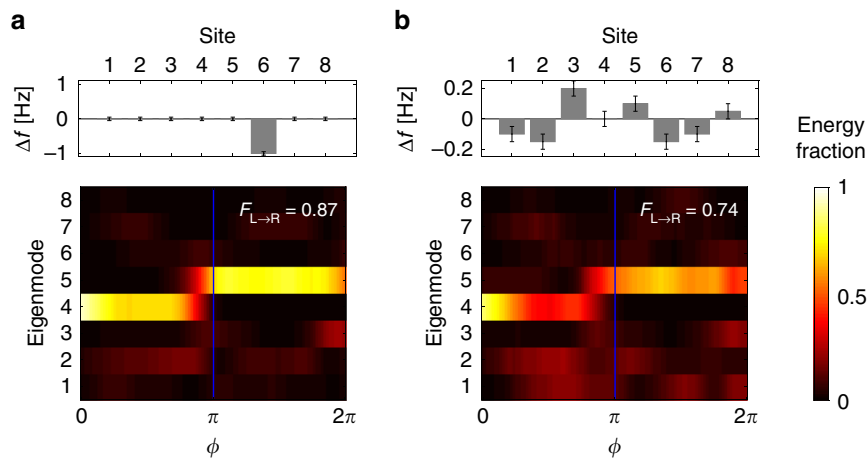 a
b
Site
Site
1 2 3 4 5 6 7 8
1 2 3 4 5 6 7 8
Δf [Hz]
1
0
−1
Δf [Hz]
0.2
0
−0.2
Energy
fraction
Eigenmode
8
7
6
5
4
3
2
1
F L→R = 0.87
0 π 2π
ϕ
Eigenmode
8
7
6
5
4
3
2
1
F L→R = 0.74
0 π 2π
ϕ
1
0.5
0